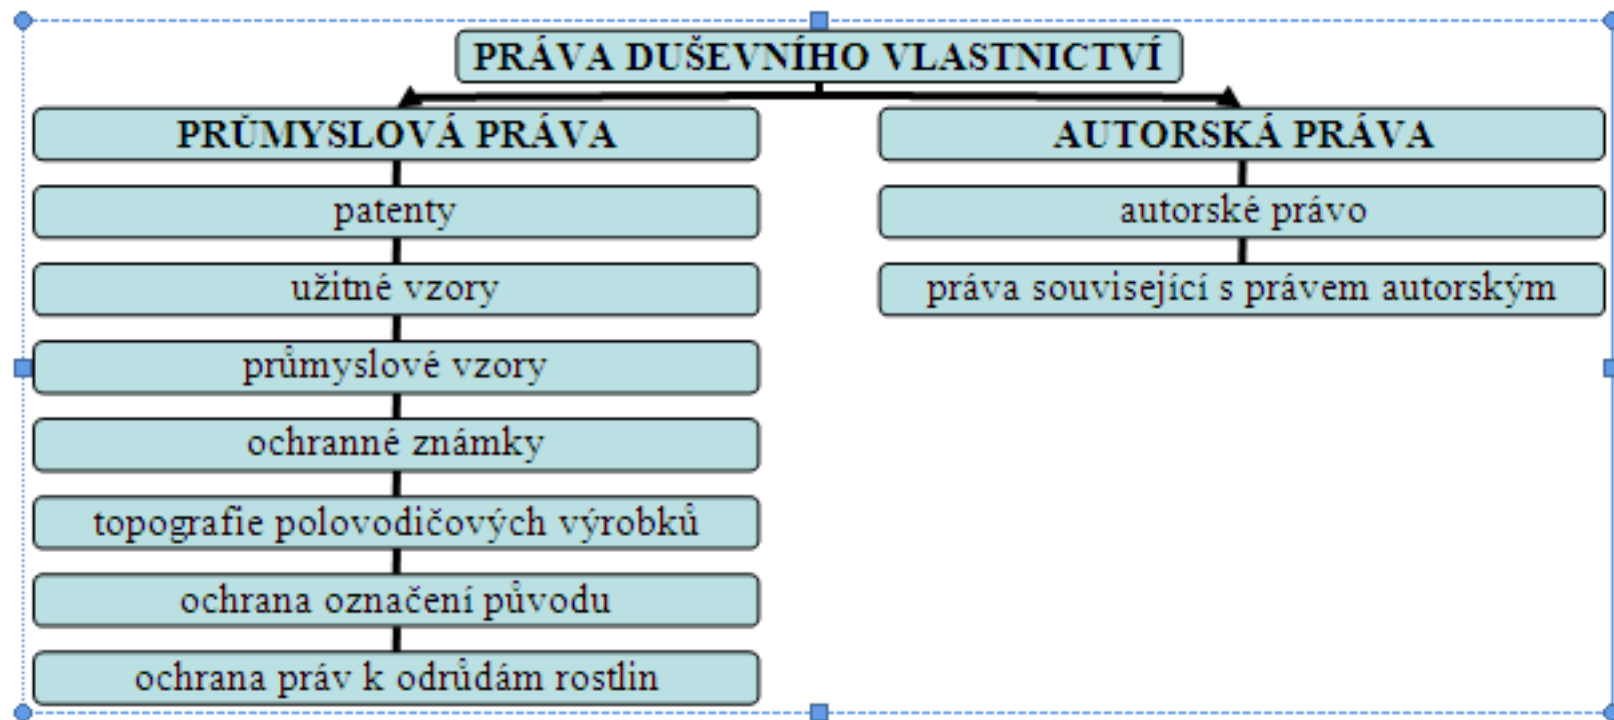 PRÁVA DUŠEVNÍHO VLASTNICTVÍ
PRŮMYSLOVÁ PRÁVA
patenty
užitné vzory
průmyslové vzory
ochranné známky
topografie polovodičových výrobků
ochrana označení původu
ochrana práv k odrůdám rostlin
AUTORSKÁ PRÁVA
autorské právo
práva související s právem autorským